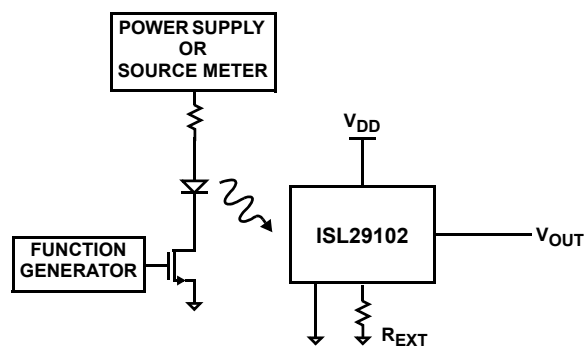 POWER SUPPLY
OR
SOURCE METER
VDD
ISL29102
VOUT
FUNCTION
GENERATOR
REXT